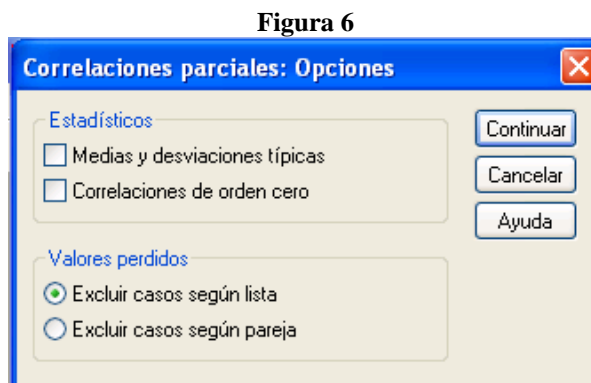 Figura 6
Correlaciones parciales: Opciones
Estadísticos
Medias y desviaciones típicas
Correlaciones de orden cero
Valores perdidos
Excluir casos según lista
Excluir casos según pareja
Continuar
Cancelar
Ayuda